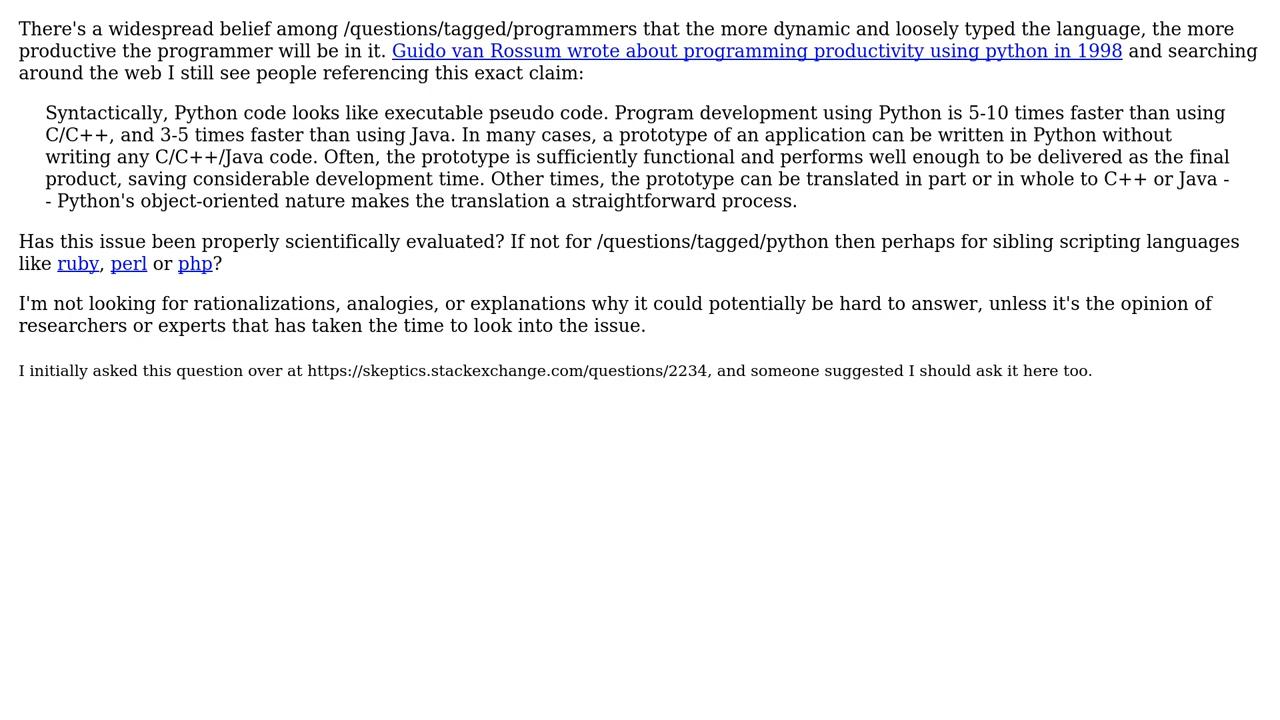 There's a widespread belief among /questions/tagged/programmers that the more dynamic and loosely typed the language, the more
productive the programmer will be in it. Guido van Rossum wrote about programming productivity using python in 1998 and searching
around the web I still see people referencing this exact claim:
Syntactically, Python code looks like executable pseudo code. Program development using Python is 5-10 times faster than using
C/C++, and 3-5 times faster than using Java. In many cases, a prototype of an application can be written in Python without
writing any C/C++/Java code. Often, the prototype is sufficiently functional and performs well enough to be delivered as the final
product, saving considerable development time. Other times, the prototype can be translated in part or in whole to C++ or Java -
- Python's object-oriented nature makes the translation a straightforward process.
Has this issue been properly scientifically evaluated? If not for /questions/tagged/python then perhaps for sibling scripting languages
like ruby, perl or php?
I'm not looking for rationalizations, analogies, or explanations why it could potentially be hard to answer, unless it's the opinion of
researchers or experts that has taken the time to look into the issue.
I initially asked this question over at https://skeptics.stackexchange.com/questions/2234, and someone suggested I should ask it here too.